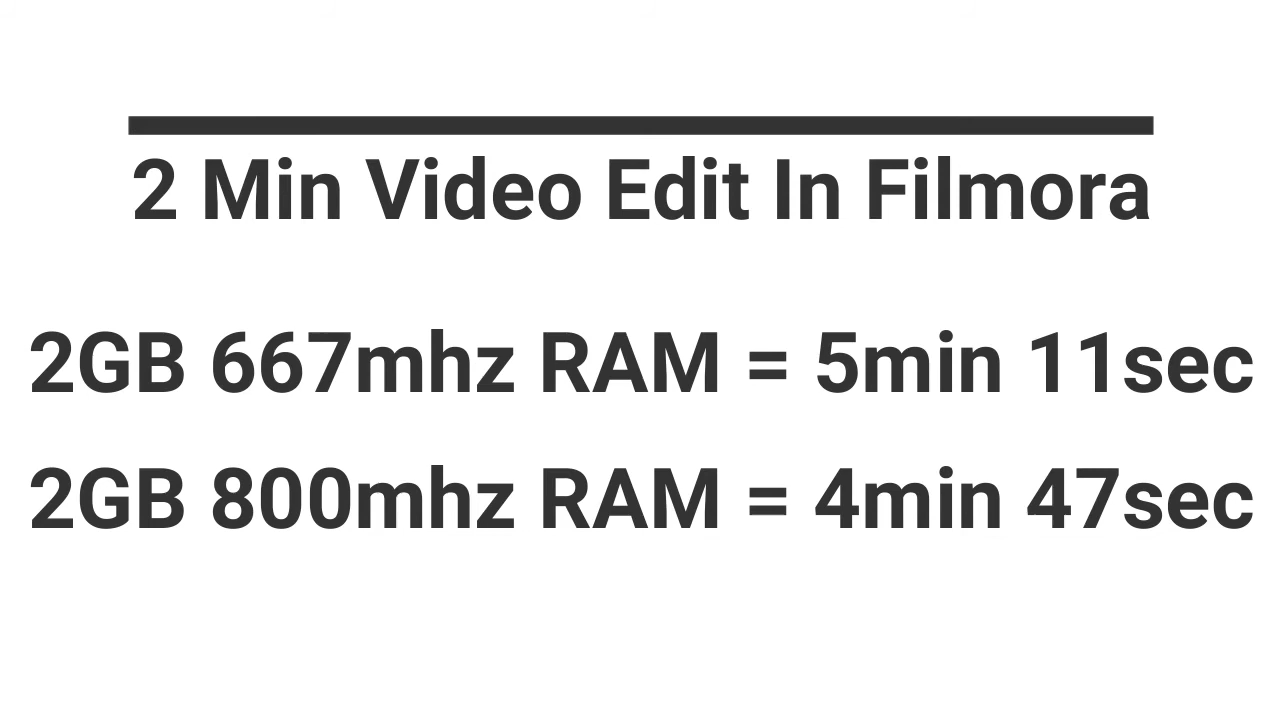 2 Min Video Edit In Filmora
2GB 667mhz RAM = 5min 11sec
2GB 800mhz RAM = 4min 47sec